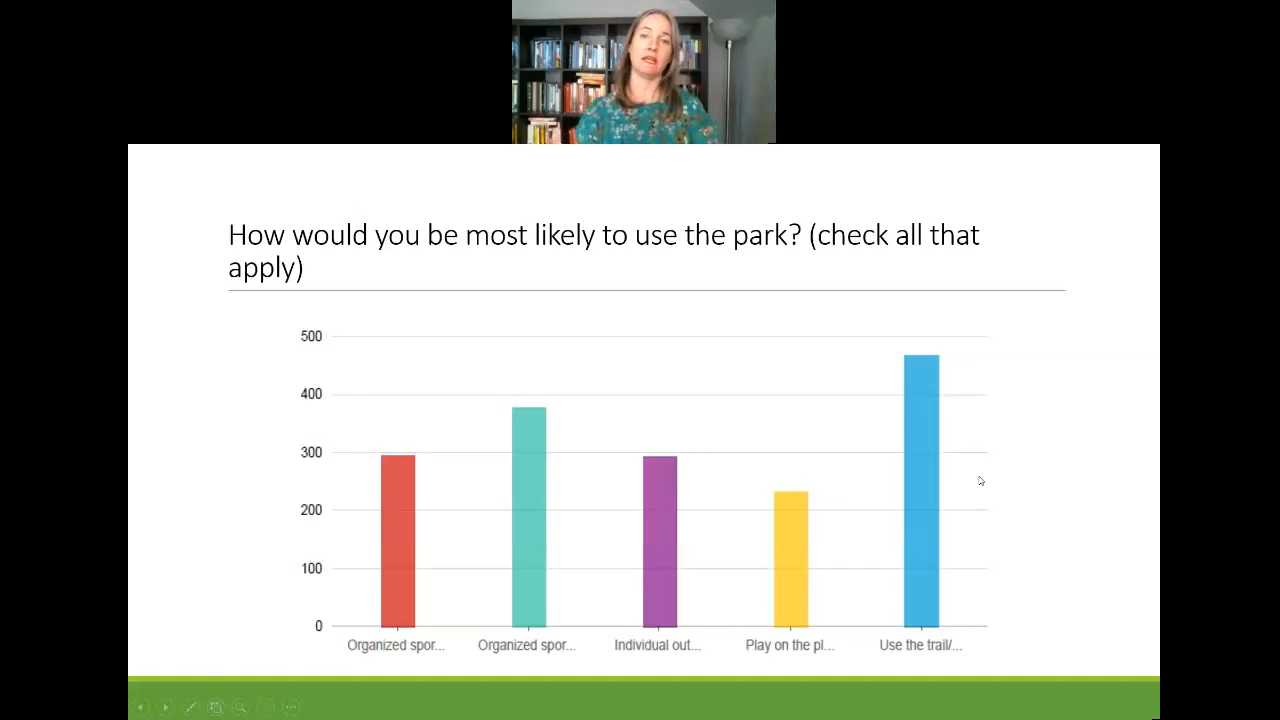 How would you be most likely to use the park? (check all that
apply)
500
400
300
200
100
0
Organized spor...
Organized spor...
Individual out...
Play on the pl...
Use the trail/...